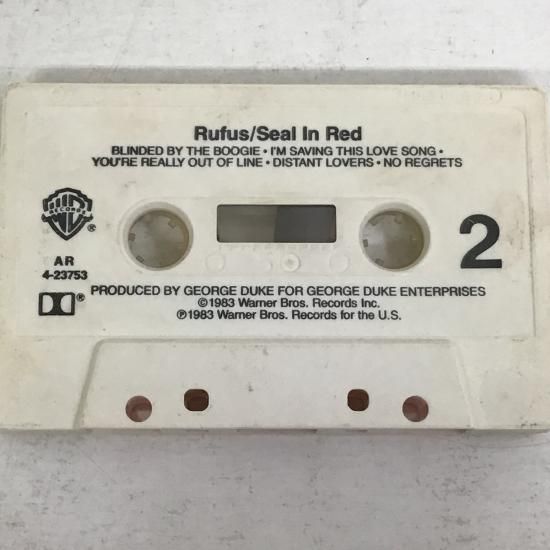 Rufus/Seal In Red
BLINDED BY THE BOOGIE • I'M SAVING THIS LOVE SONG •
YOU'RE REALLY OUT OF LINE • DISTANT LOVERS • NO REGRETS
WB RECORDS ®
2
AR
4-23753
®
PRODUCED BY GEORGE DUKE FOR GEORGE DUKE ENTERPRISES
©1983 Warner Bros. Records Inc.
℗1983 Warner Bros. Records for the U.S.